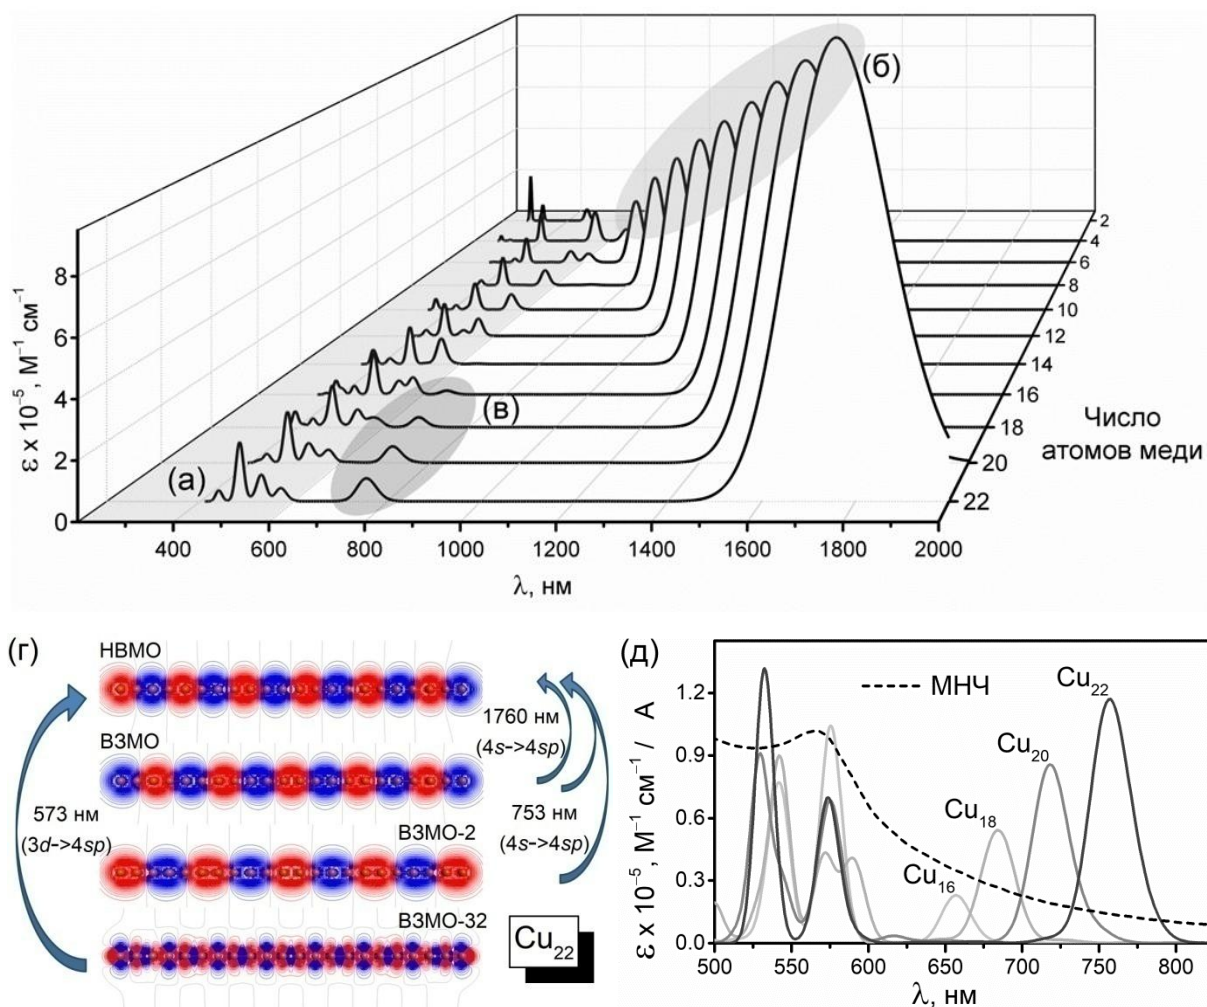 (б)
2
4
6
8
10
12
14
16
18
20
22
Число
атомов меди
8
6
4
2
0
ε x 10⁻⁵, М⁻¹ см⁻¹
(а)
(в)
400 600 800 1000 1200 1400 1600 1800 2000
λ, нм
(г)
НВМО
ВЗМО
ВЗМО-2
ВЗМО-32
573 нм
(3d->4sp)
1760 нм
(4s->4sp)
753 нм
(4s->4sp)
Cu₂₂
(д)
МНЧ
Cu₂₂
Cu₂₀
Cu₁₈
Cu₁₆
1.2
0.9
0.6
0.3
0.0
ε x 10⁻⁵, М⁻¹ см⁻¹ / А
500 550 600 650 700 750 800
λ, нм